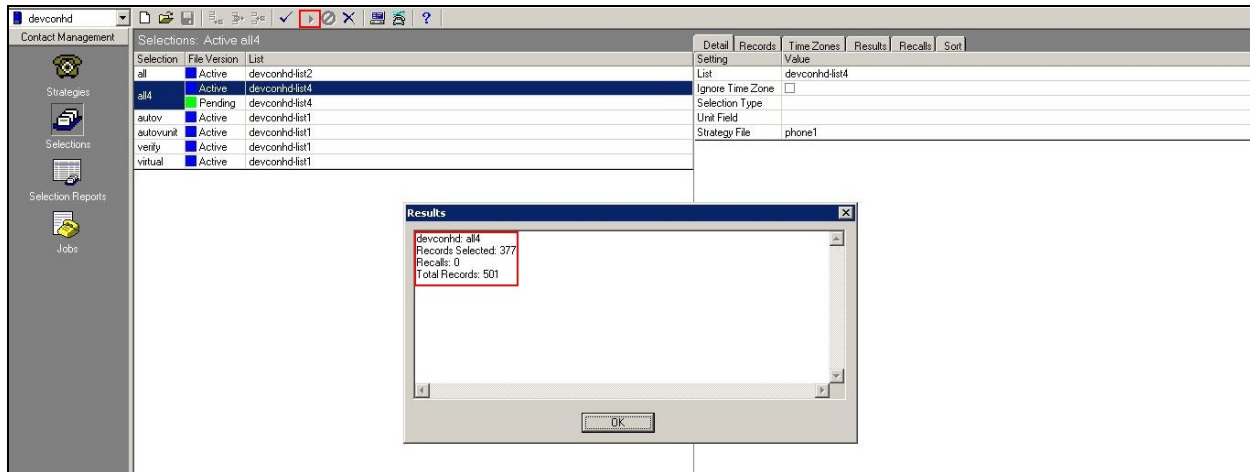 devconhd
?
Contact Management
Strategies
Selections
Selection Reports
Jobs
Selections: Active all4
Selection File Version List
all Active devconhd-list2
all4 Active devconhd-list4
Pending devconhd-list4
autov Active devconhd-list1
autovunit Active devconhd-list1
verify Active devconhd-list1
virtual Active devconhd-list1
Detail Records Time Zones Results Recalls Sort
Setting Value
List devconhd-list4
Ignore Time Zone
Selection Type
Unit Field
Strategy File phone1
Results
devconhd: all4
Records Selected: 377
Recalls: 0
Total Records: 501
OK